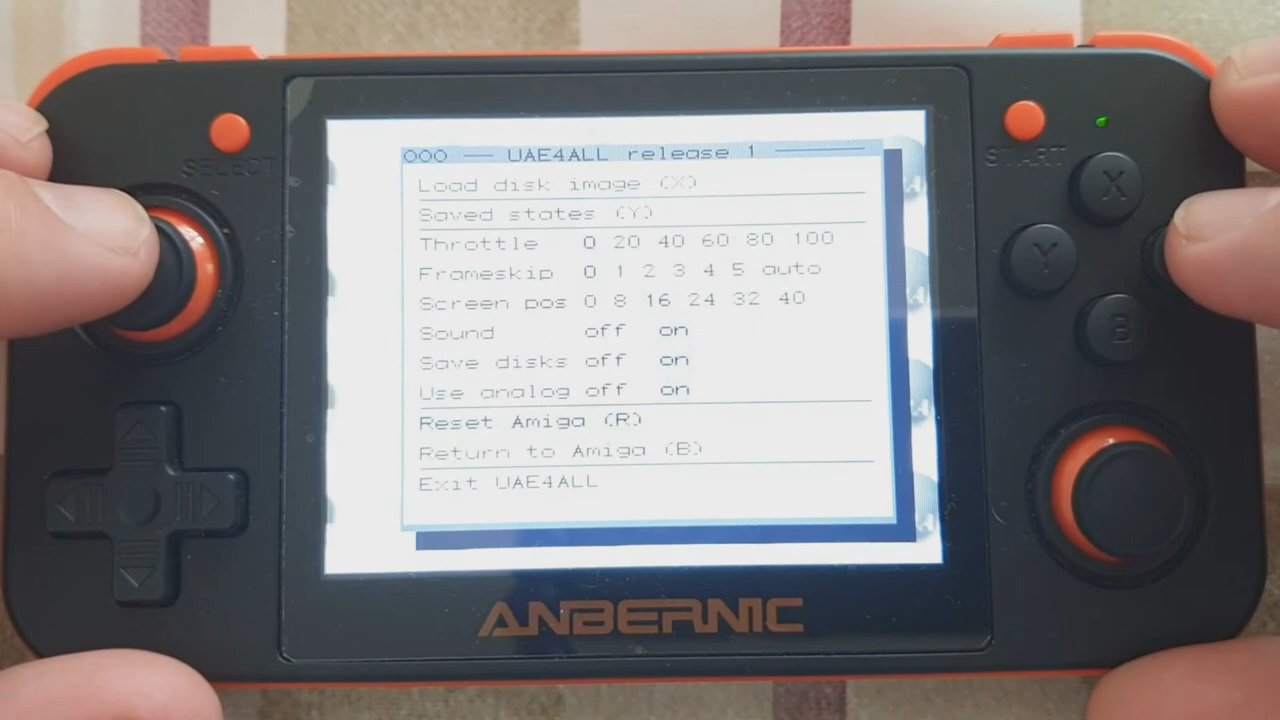 SELECT
START
X
Y
B
OOO UAE4ALL release 1
Load disk image (X)
Saved states (Y)
Throttle 0 20 40 60 80 100
Frameskip 0 1 2 3 4 5 auto
Screen pos 0 8 16 24 32 40
Sound off on
Save disks off on
Use analog off on
Reset Amiga (R)
Return to Amiga (B)
Exit UAE4ALL
ANBERNIC